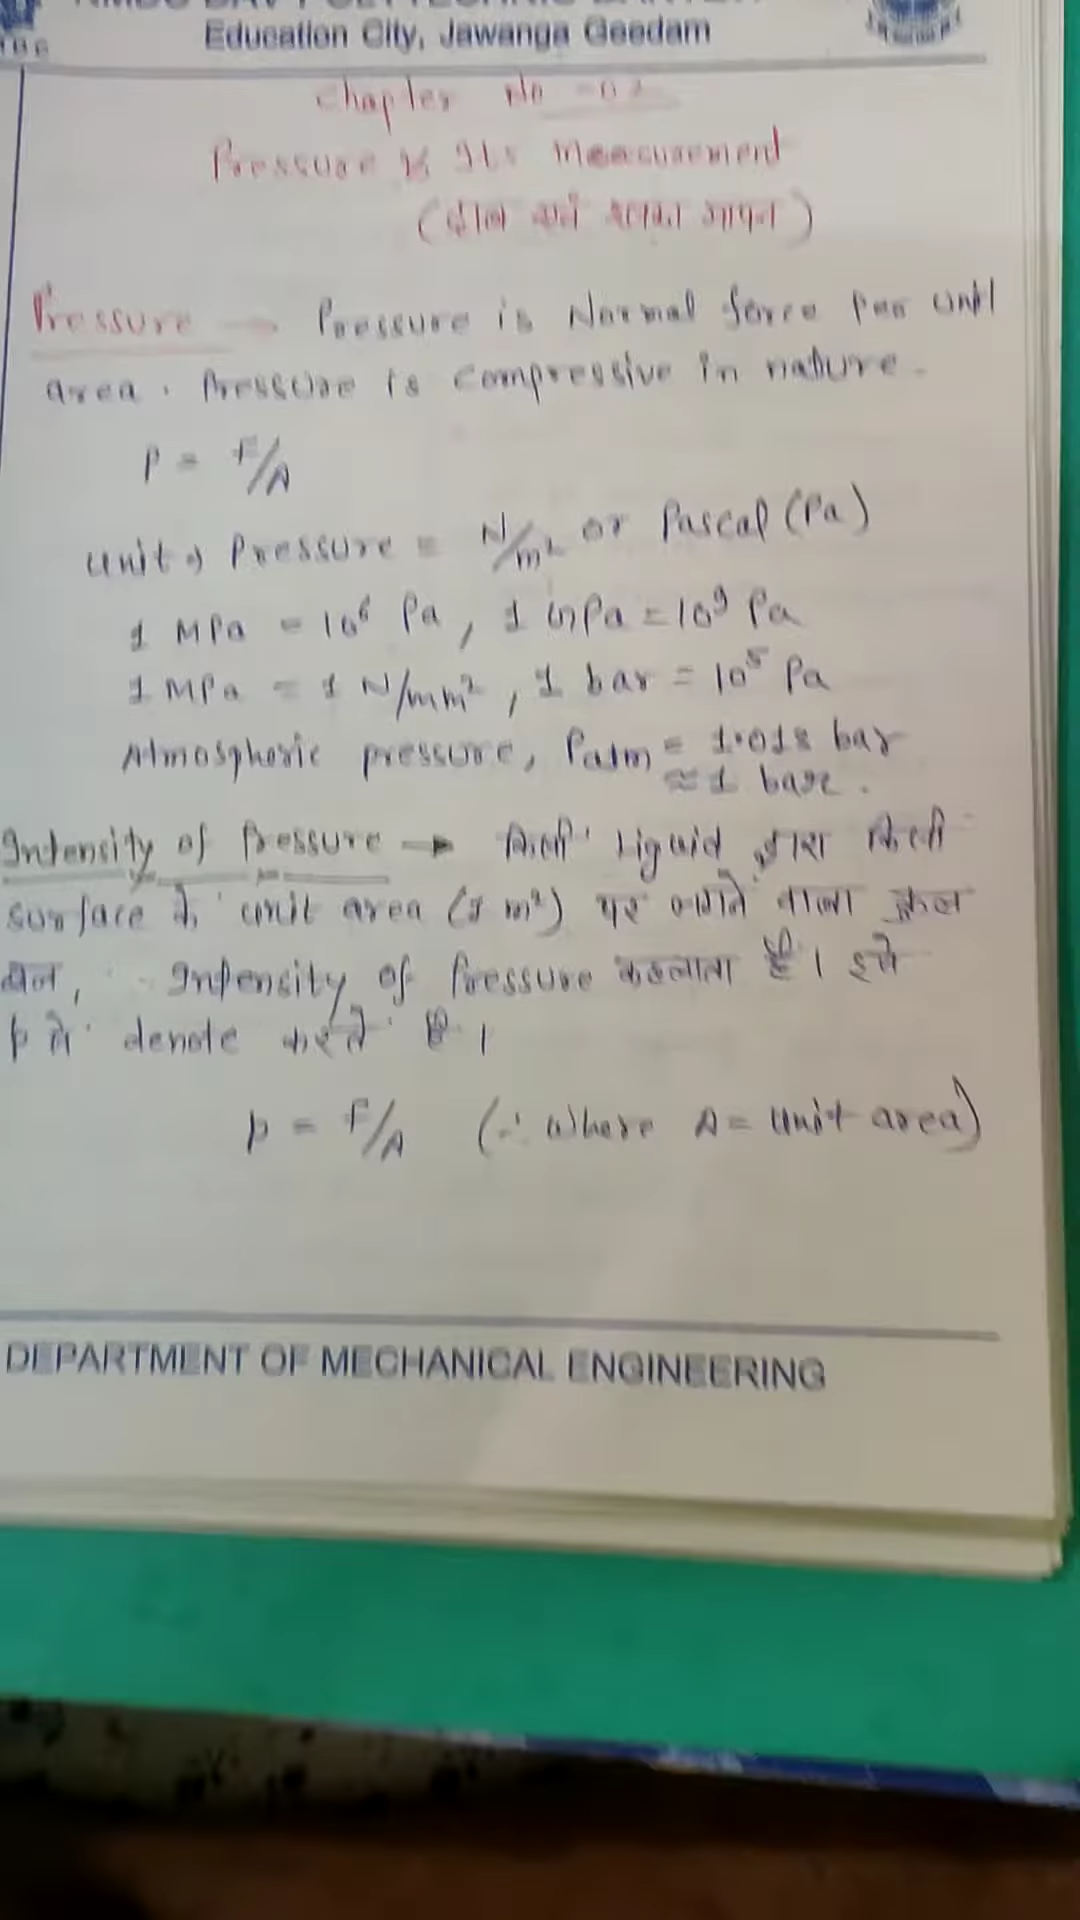 Education City, Jawanga Geedam
Chapter No -02
Pressure & Its Measurement
मापन )
Pressure → Pressure is Normal force per unit
area. Pressure is compressive in nature.
P = F/A
unit of Pressure = N/m² or Pascal (Pa)
1 MPa = 10⁶ Pa, 1 GPa = 10⁹ Pa
1 MPa = 1 N/mm², 1 bar = 10⁵ Pa
Atmospheric pressure, Patm = 1.018 bar
≈ 1 bar.
Intensity of Pressure → किसी Liquid द्वारा किसी
surface के unit area (1 m²) पर लगने वाला कुल
बल, Intensity of Pressure कहलाता है। इसे
p से denote करते है।
p = F/A (∴ Where A = Unit area)
DEPARTMENT OF MECHANICAL ENGINEERING